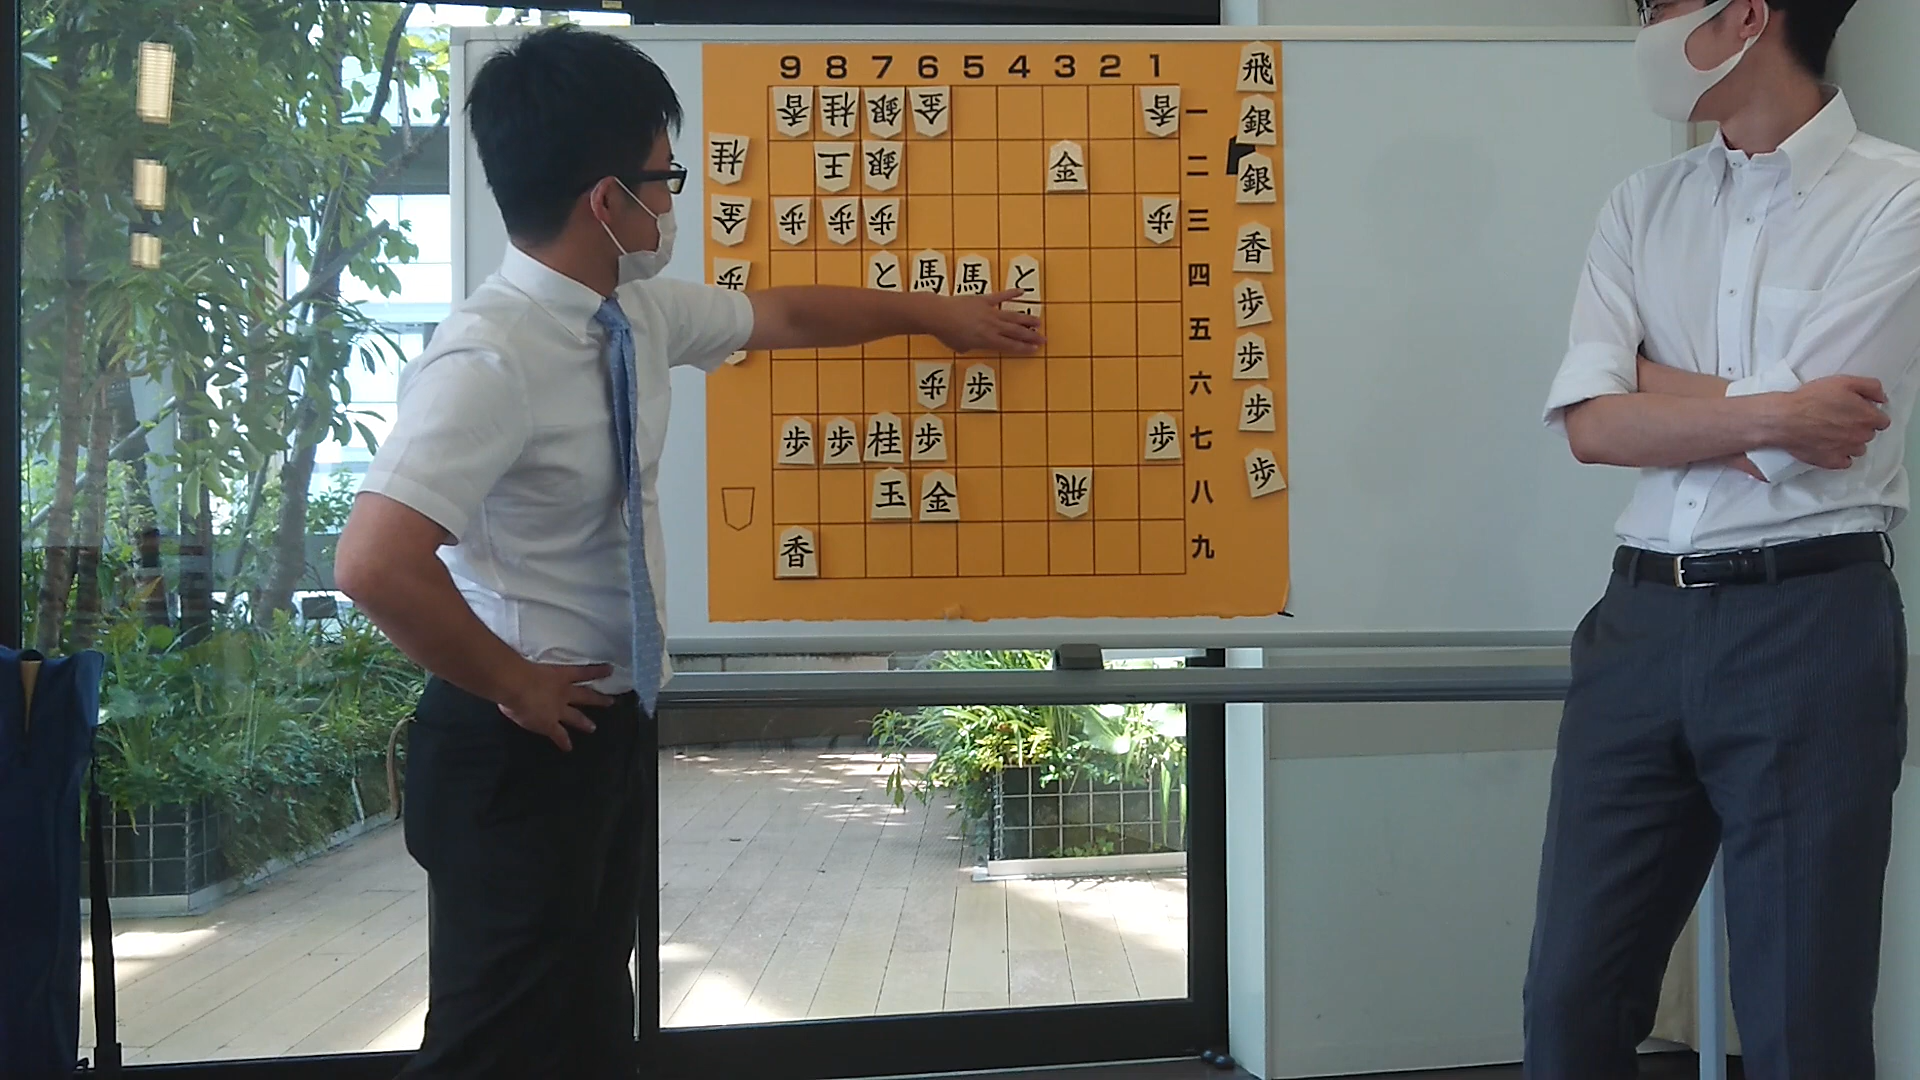 9 8 7 6 5 4 3 2 1
飛
香 桂 銀 金 香 一
銀
桂 王 銀 金 二
銀
金 歩 歩 歩 歩 三
香
歩 と 馬 馬 と 四
歩
五
歩
歩 歩 六
歩
歩 歩 桂 歩 歩 七
歩
玉 金 飛 八
香 九